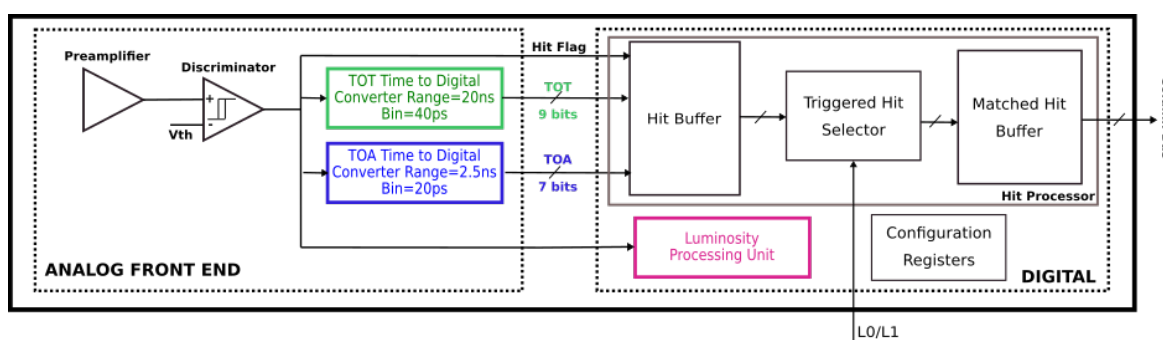 Preamplifier
Discriminator
+
-
Vth
TOT Time to Digital
Converter Range=20ns
Bin=40ps
TOA Time to Digital
Converter Range=2.5ns
Bin=20ps
ANALOG FRONT END
Hit Flag
TOT
9 bits
TOA
7 bits
Hit Buffer
Triggered Hit
Selector
Matched Hit
Buffer
Hit Processor
Luminosity
Processing Unit
Configuration
Registers
DIGITAL
L0/L1